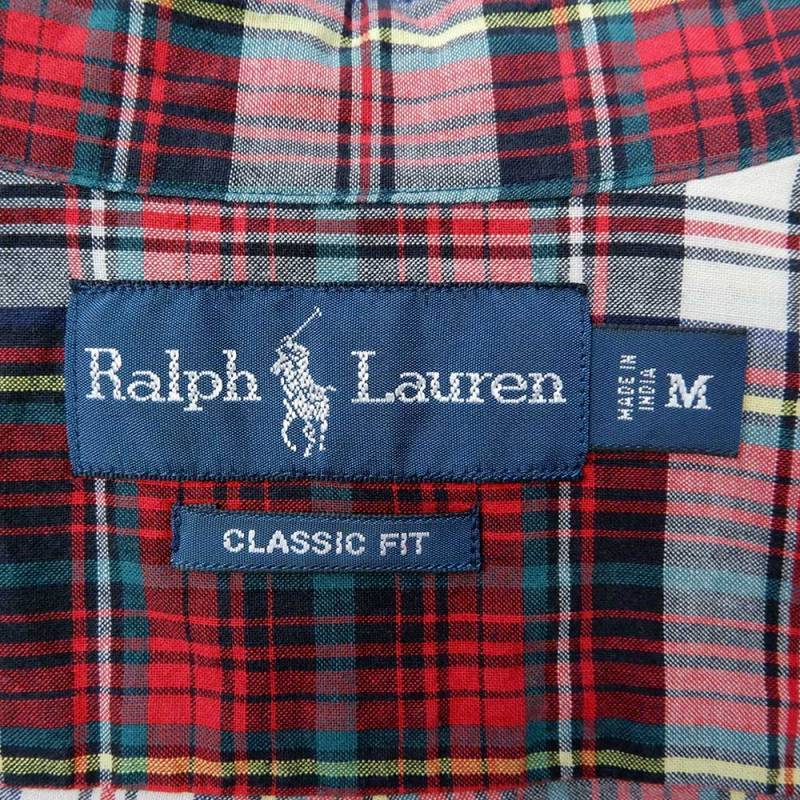 Ralph Lauren
MADE IN
INDIA
M
CLASSIC FIT